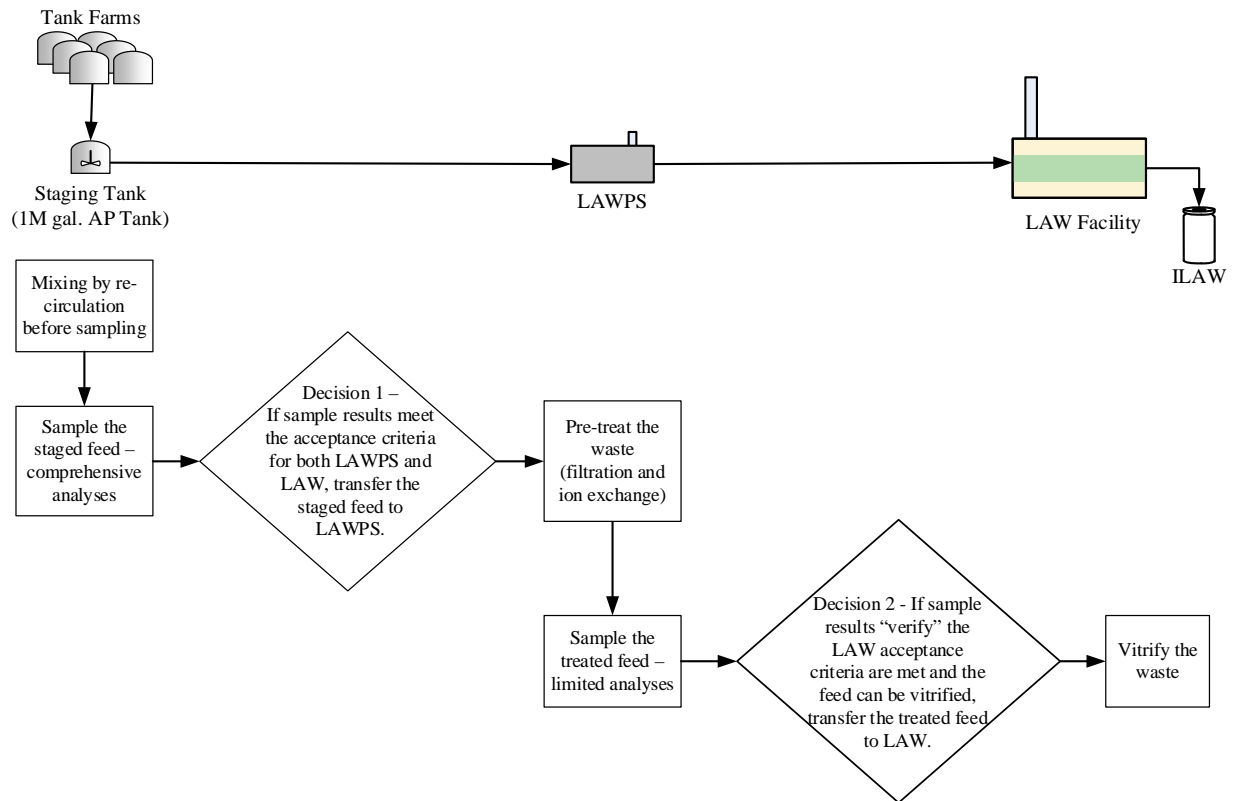 Tank Farms
Staging Tank
(1M gal. AP Tank)
LAWPS
LAW Facility
ILAW
Mixing by re-
circulation
before sampling
Sample the
staged feed –
comprehensive
analyses
Decision 1 –
If sample results meet
the acceptance criteria
for both LAWPS and
LAW, transfer the
staged feed to
LAWPS.
Pre-treat the
waste
(filtration and
ion exchange)
Sample the
treated feed –
limited analyses
Decision 2 - If sample
results “verify” the
LAW acceptance
criteria are met and the
feed can be vitrified,
transfer the treated feed
to LAW.
Vitrify the
waste